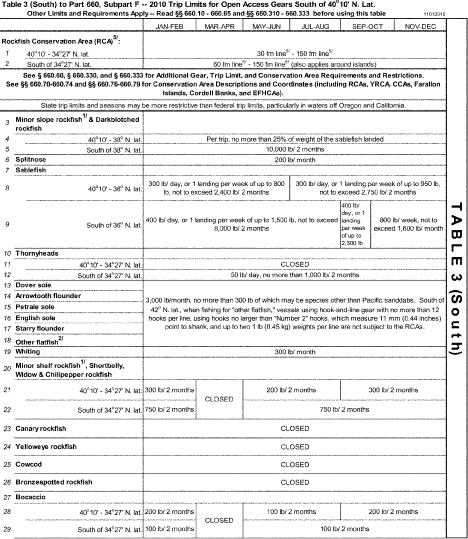 Table 3 (South) to Part 660, Subpart F -- 2010 Trip Limits for Open Access Gears South of 40°10' N. Lat.
Other Limits and Requirements Apply -- Read §§ 660.10 - 660.65 and §§ 660.310 - 660.333 before using this table
JAN-FEB MAR-APR MAY-JUN JUL-AUG SEP-OCT NOV-DEC
Rockfish Conservation Area (RCA)5/:
1 40°10' - 34°27' N. lat. 30 fm line6/ - 150 fm line6/
2 South of 34°27' N. lat. 60 fm line6/ - 150 fm line6/ (also applies around islands)
See § 660.60, § 660.330, and § 660.333 for Additional Gear, Trip Limit, and Conservation Area Requirements and Restrictions.
See §§ 660.70-660.74 and §§ 660.76-660.79 for Conservation Area Descriptions and Coordinates (including RCAs, YRCA, CCAs, Farallon
Islands, Cordell Banks, and EFHCAs).
State trip limits and seasons may be more restrictive than federal trip limits, particularly in waters off Oregon and California.
3 Minor slope rockfish1/ & Darkblotched
rockfish
4 40°10' - 38° N. lat. Per trip, no more than 25% of weight of the sablefish landed
5 South of 38° N. lat. 10,000 lb/ 2 months
6 Splitnose 200 lb/ month
7 Sablefish
8 40°10' - 36° N. lat. 300 lb/ day, or 1 landing per week of up to 800
lb, not to exceed 2,400 lb/ 2 months
300 lb/ day, or 1 landing per week of up to 950 lb,
not to exceed 2,750 lb/ 2 months
9 South of 36° N. lat. 400 lb/ day, or 1 landing per week of up to 1,500 lb, not to exceed
8,000 lb/ 2 months
400 lb/
day, or 1
landing
per week
of up to
2,500 lb
800 lb/ week, not to
exceed 1,600 lb/ month
10 Thornyheads
11 40°10' - 34°27' N. lat. CLOSED
12 South of 34°27' N. lat. 50 lb/ day, no more than 1,000 lb/ 2 months
13 Dover sole
14 Arrowtooth flounder
15 Petrale sole
16 English sole
17 Starry flounder
18 Other flatfish2/
3,000 lb/month, no more than 300 lb of which may be species other than Pacific sanddabs. South of
42° N. lat., when fishing for "other flatfish," vessels using hook-and-line gear with no more than 12
hooks per line, using hooks no larger than "Number 2" hooks, which measure 11 mm (0.44 inches)
point to shank, and up to two 1 lb (0.45 kg) weights per line are not subject to the RCAs.
19 Whiting 300 lb/ month
20 Minor shelf rockfish1/, Shortbelly,
Widow & Chilipepper rockfish
21 40°10' - 34°27' N. lat. 300 lb/ 2 months CLOSED 200 lb/ 2 months 300 lb/ 2 months
22 South of 34°27' N. lat. 750 lb/ 2 months 750 lb/ 2 months
23 Canary rockfish CLOSED
24 Yelloweye rockfish CLOSED
25 Cowcod CLOSED
26 Bronzespotted rockfish CLOSED
27 Bocaccio
28 40°10' - 34°27' N. lat. 200 lb/ 2 months CLOSED 100 lb/ 2 months 200 lb/ 2 months
29 South of 34°27' N. lat. 100 lb/ 2 months 100 lb/ 2 months
TABLE 3 (South)